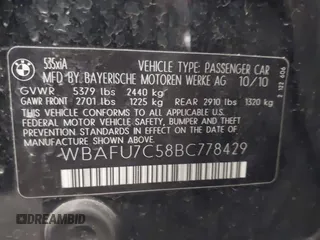 535xiA
VEHICLE TYPE: PASSENGER CAR
MFD. BY BAYERISCHE MOTOREN WERKE AG 10/10
GVWR 5379 lbs 2440 kg
GAWR FRONT 2701 lbs 1225 kg REAR 2910 lbs 1320 kg
THIS VEHICLE CONFORMS TO ALL APPLICABLE
FEDERAL MOTOR VEHICLE SAFETY, BUMPER, AND THEFT
PREVENTION STANDARDS IN EFFECT ON THE DATE OF
MANUFACTURE SHOWN ABOVE.
WBAFU7C58BC778429
DREAMBID